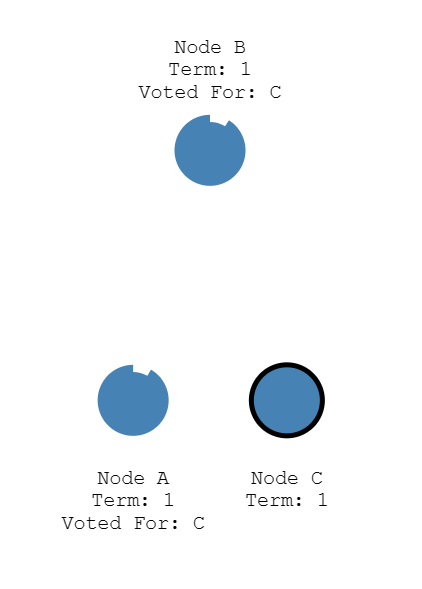 Node B
Term: 1
Voted For: C
Node A
Term: 1
Voted For: C
Node C
Term: 1